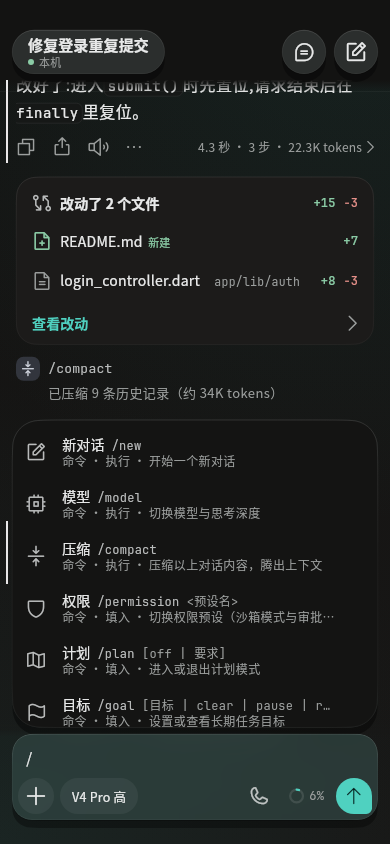 修复登录重复提交
本机
改好了:进入 submit() 时先置位,请求结束后在
finally 里复位。
4.3 秒 · 3 步 · 22.3K tokens
改动了 2 个文件 +15 -3
README.md 新建 +7
login_controller.dart app/lib/auth +8 -3
查看改动
/compact
已压缩 9 条历史记录（约 34K tokens）
新对话 /new
命令 · 执行 · 开始一个新对话
模型 /model
命令 · 执行 · 切换模型与思考深度
压缩 /compact
命令 · 执行 · 压缩以上对话内容，腾出上下文
权限 /permission <预设名>
命令 · 填入 · 切换权限预设（沙箱模式与审批…
计划 /plan [off | 要求]
命令 · 填入 · 进入或退出计划模式
目标 /goal [目标 | clear | pause | r…
命令 · 填入 · 设置或查看长期任务目标
/
V4 Pro 高 6%